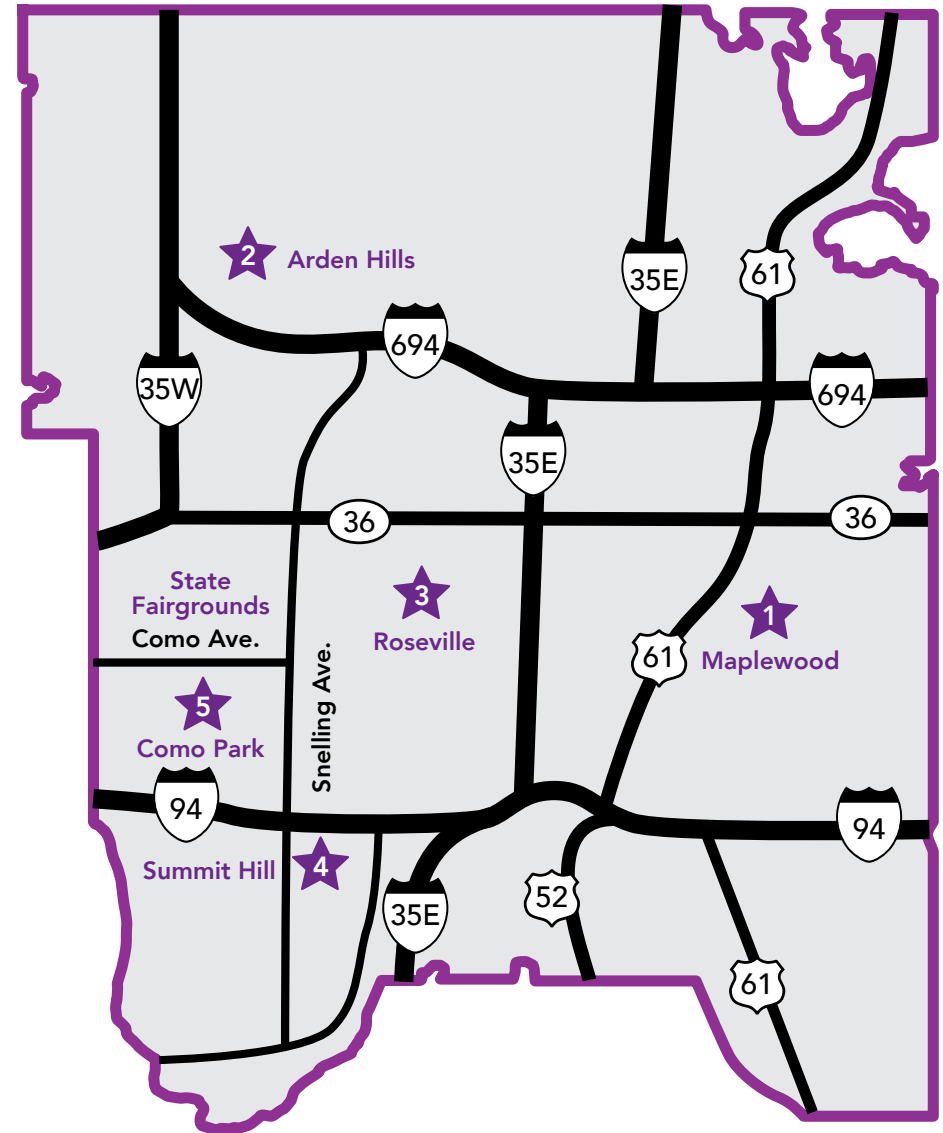 2
Arden Hills
35E
61
694
35W
694
35E
36
36
State
Fairgrounds
Como Ave.
3
Roseville
1
Maplewood
61
Snelling Ave.
5
Como Park
94
94
Summit Hill
4
35E
52
61